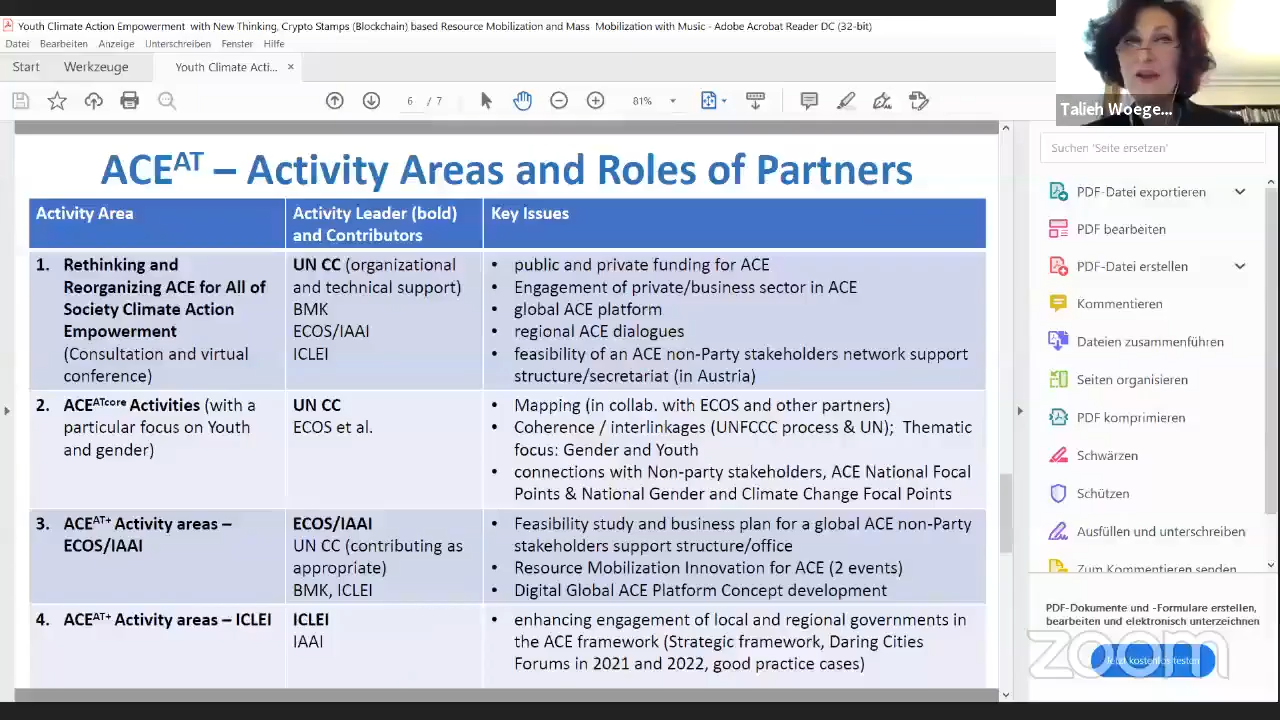 Youth Climate Action Empowerment with New Thinking, Crypto Stamps (Blockchain) based Resource Mobilization and Mass Mobilization with Music - Adobe Acrobat Reader DC (32-bit)
Datei Bearbeiten Anzeige Unterschreiben Fenster Hilfe
Start Werkzeuge Youth Climate Acti... ×
6 / 7 81%
Talieh Woege...
ACEAT – Activity Areas and Roles of Partners
Activity Area
Activity Leader (bold)
and Contributors
Key Issues
1. Rethinking and
Reorganizing ACE for All of
Society Climate Action
Empowerment
(Consultation and virtual
conference)
UN CC (organizational
and technical support)
BMK
ECOS/IAAI
ICLEI
• public and private funding for ACE
• Engagement of private/business sector in ACE
• global ACE platform
• regional ACE dialogues
• feasibility of an ACE non-Party stakeholders network support
structure/secretariat (in Austria)
2. ACEATcore Activities (with a
particular focus on Youth
and gender)
UN CC
ECOS et al.
• Mapping (in collab. with ECOS and other partners)
• Coherence / interlinkages (UNFCCC process & UN); Thematic
focus: Gender and Youth
• connections with Non-party stakeholders, ACE National Focal
Points & National Gender and Climate Change Focal Points
3. ACEAT+ Activity areas –
ECOS/IAAI
ECOS/IAAI
UN CC (contributing as
appropriate)
BMK, ICLEI
• Feasibility study and business plan for a global ACE non-Party
stakeholders support structure/office
• Resource Mobilization Innovation for ACE (2 events)
• Digital Global ACE Platform Concept development
4. ACEAT+ Activity areas – ICLEI
ICLEI
IAAI
• enhancing engagement of local and regional governments in
the ACE framework (Strategic framework, Daring Cities
Forums in 2021 and 2022, good practice cases)
Suchen 'Seite ersetzen'
PDF-Datei exportieren
PDF bearbeiten
PDF-Datei erstellen
Kommentieren
Dateien zusammenführen
Seiten organisieren
PDF komprimieren
Schwärzen
Schützen
Ausfüllen und unterschreiben
Zum Kommentieren senden
PDF-Dokumente und -Formulare erstellen,
bearbeiten und elektronisch unterzeichnen
Jetzt kostenlos testen
zoom